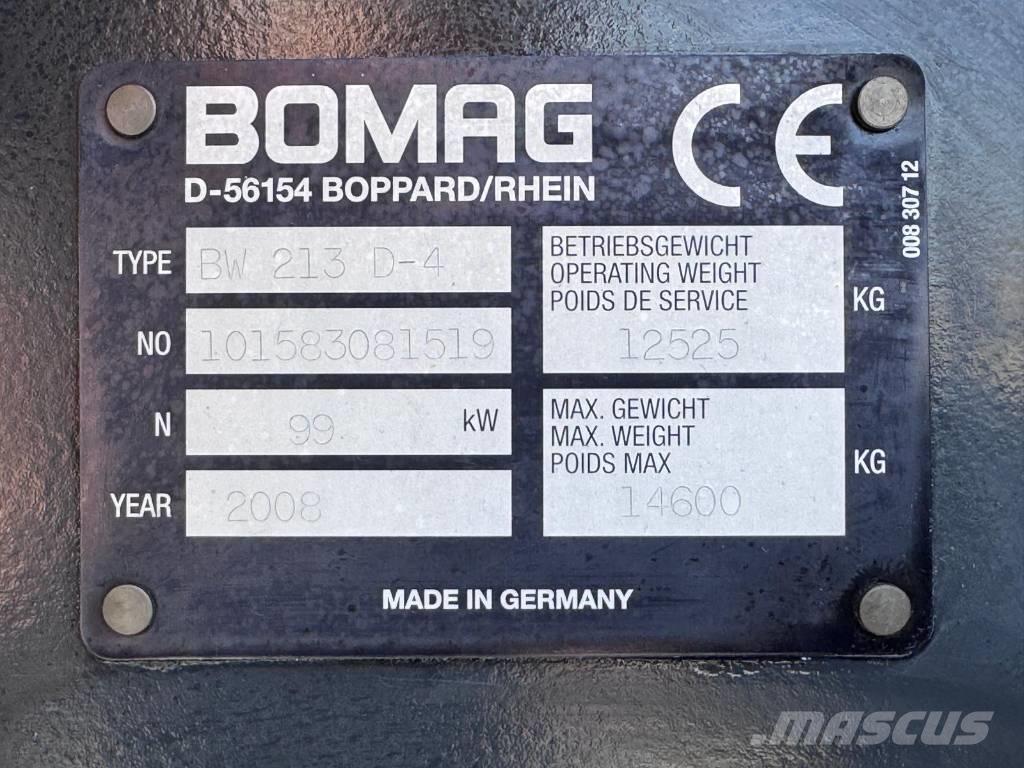 BOMAG CE
D-56154 BOPPARD/RHEIN
008 307 12
TYPE BW 213 D-4
NO 101583081519
N 99 kW
YEAR 2008
BETRIEBSGEWICHT
OPERATING WEIGHT
POIDS DE SERVICE
12525 KG
MAX. GEWICHT
MAX. WEIGHT
POIDS MAX
14600 KG
MADE IN GERMANY
MASCUS